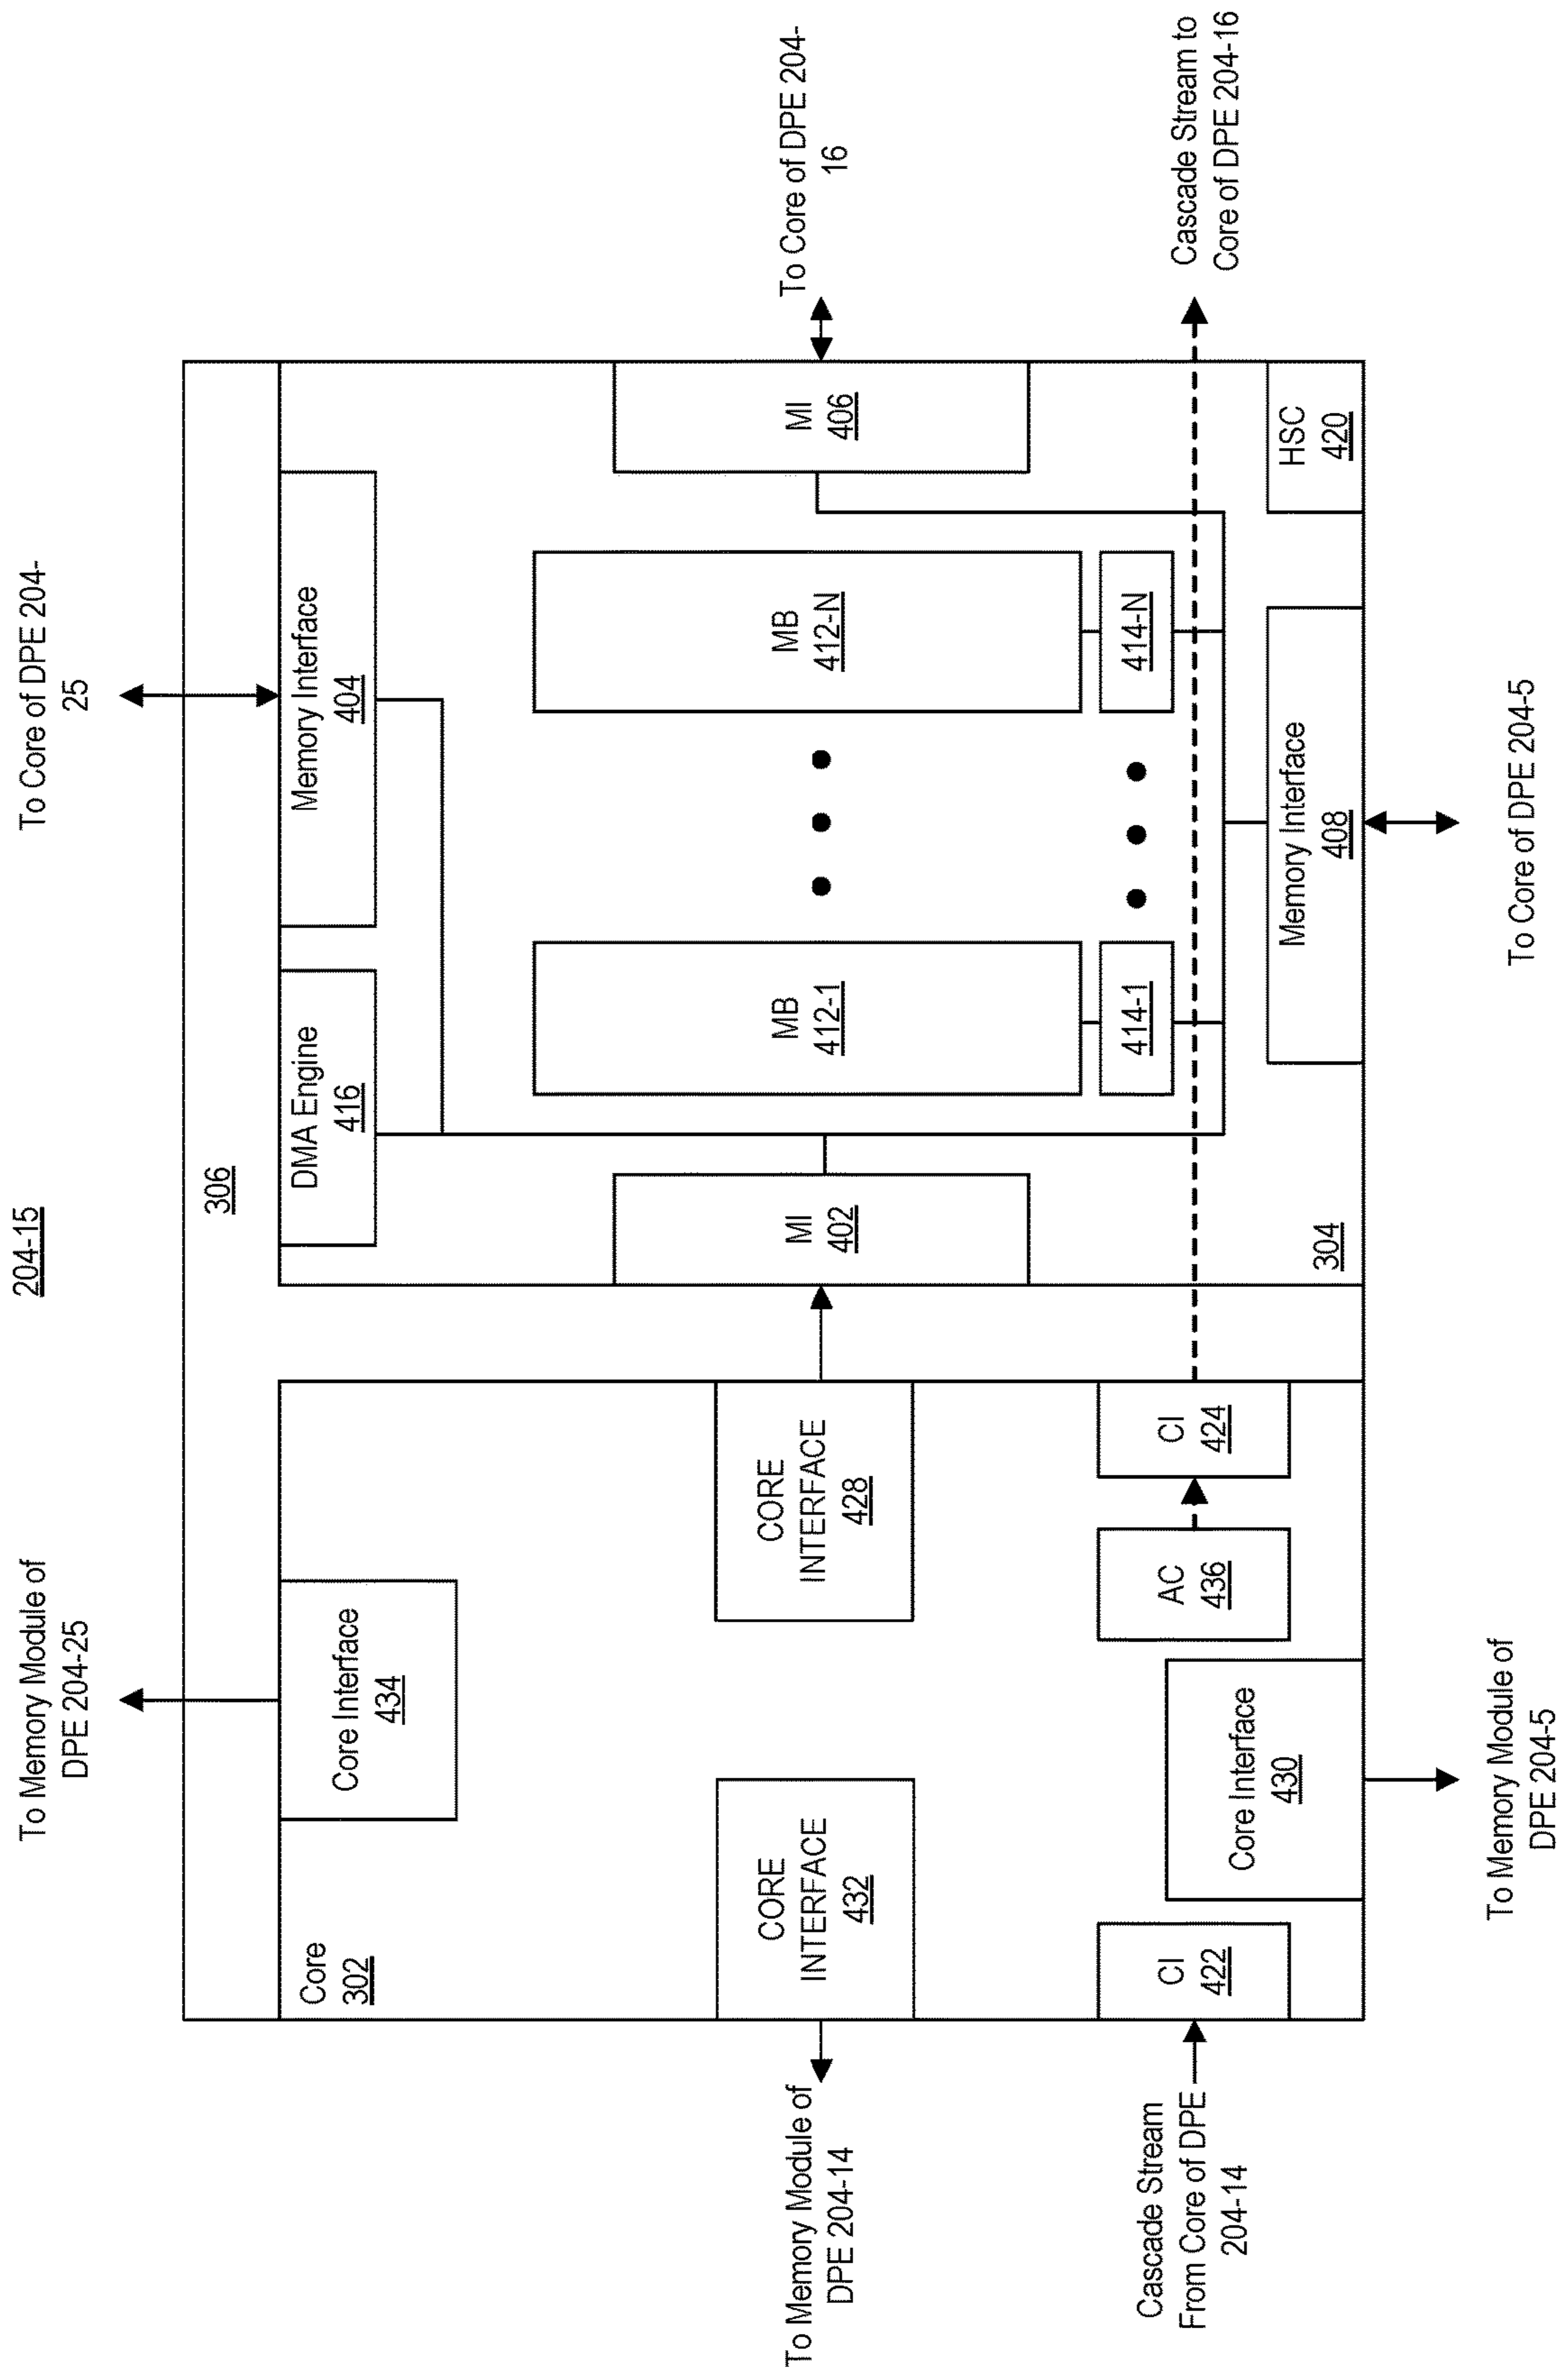 204-15
To Memory Module of
DPE 204-25
To Core of DPE 204-
25
306
Core
302
Core Interface
434
DMA Engine
416
Memory Interface
404
To Memory Module of
DPE 204-14
CORE
INTERFACE
432
CORE
INTERFACE
428
MI
402
MB
412-1
MB
412-N
MI
406
To Core of DPE 204-
16
Cascade Stream
From Core of DPE
204-14
CI
422
Core Interface
430
AC
436
CI
424
414-1
414-N
Cascade Stream to
Core of DPE 204-16
304
Memory Interface
408
HSC
420
To Memory Module of
DPE 204-5
To Core of DPE 204-5